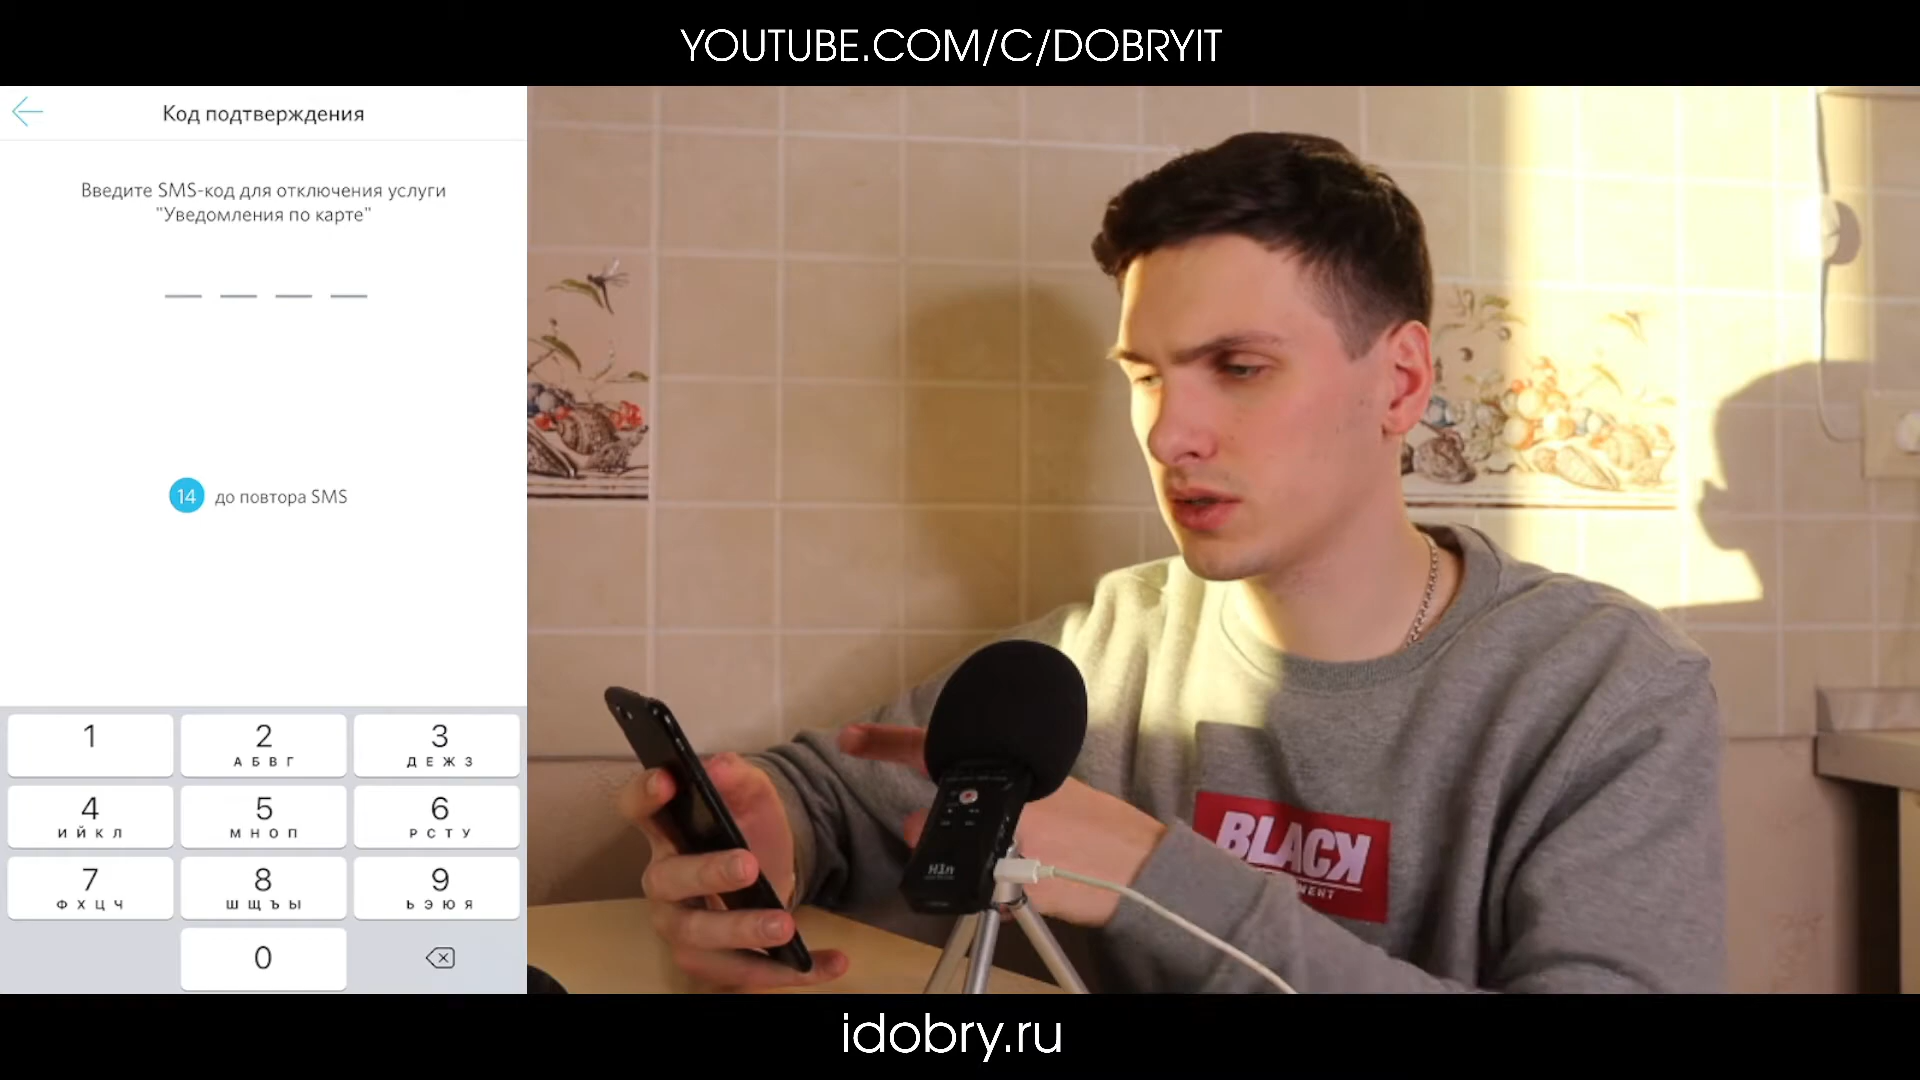 YOUTUBE.COM/C/DOBRYIT
Код подтверждения
Введите SMS-код для отключения услуги
"Уведомления по карте"
14 до повтора SMS
1 2 3
А Б В Г Д Е Ж З
4 5 6
И Й К Л М Н О П Р С Т У
7 8 9
Ф Х Ц Ч Ш Щ Ъ Ы Ь Э Ю Я
0
H1n
BLACK
idobry.ru